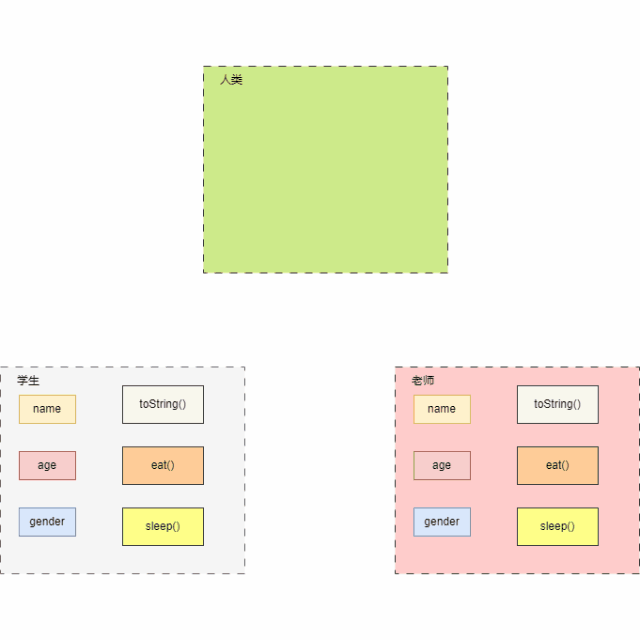 人类
学生
name
toString()
age
eat()
gender
sleep()
老师
name
toString()
age
eat()
gender
sleep()